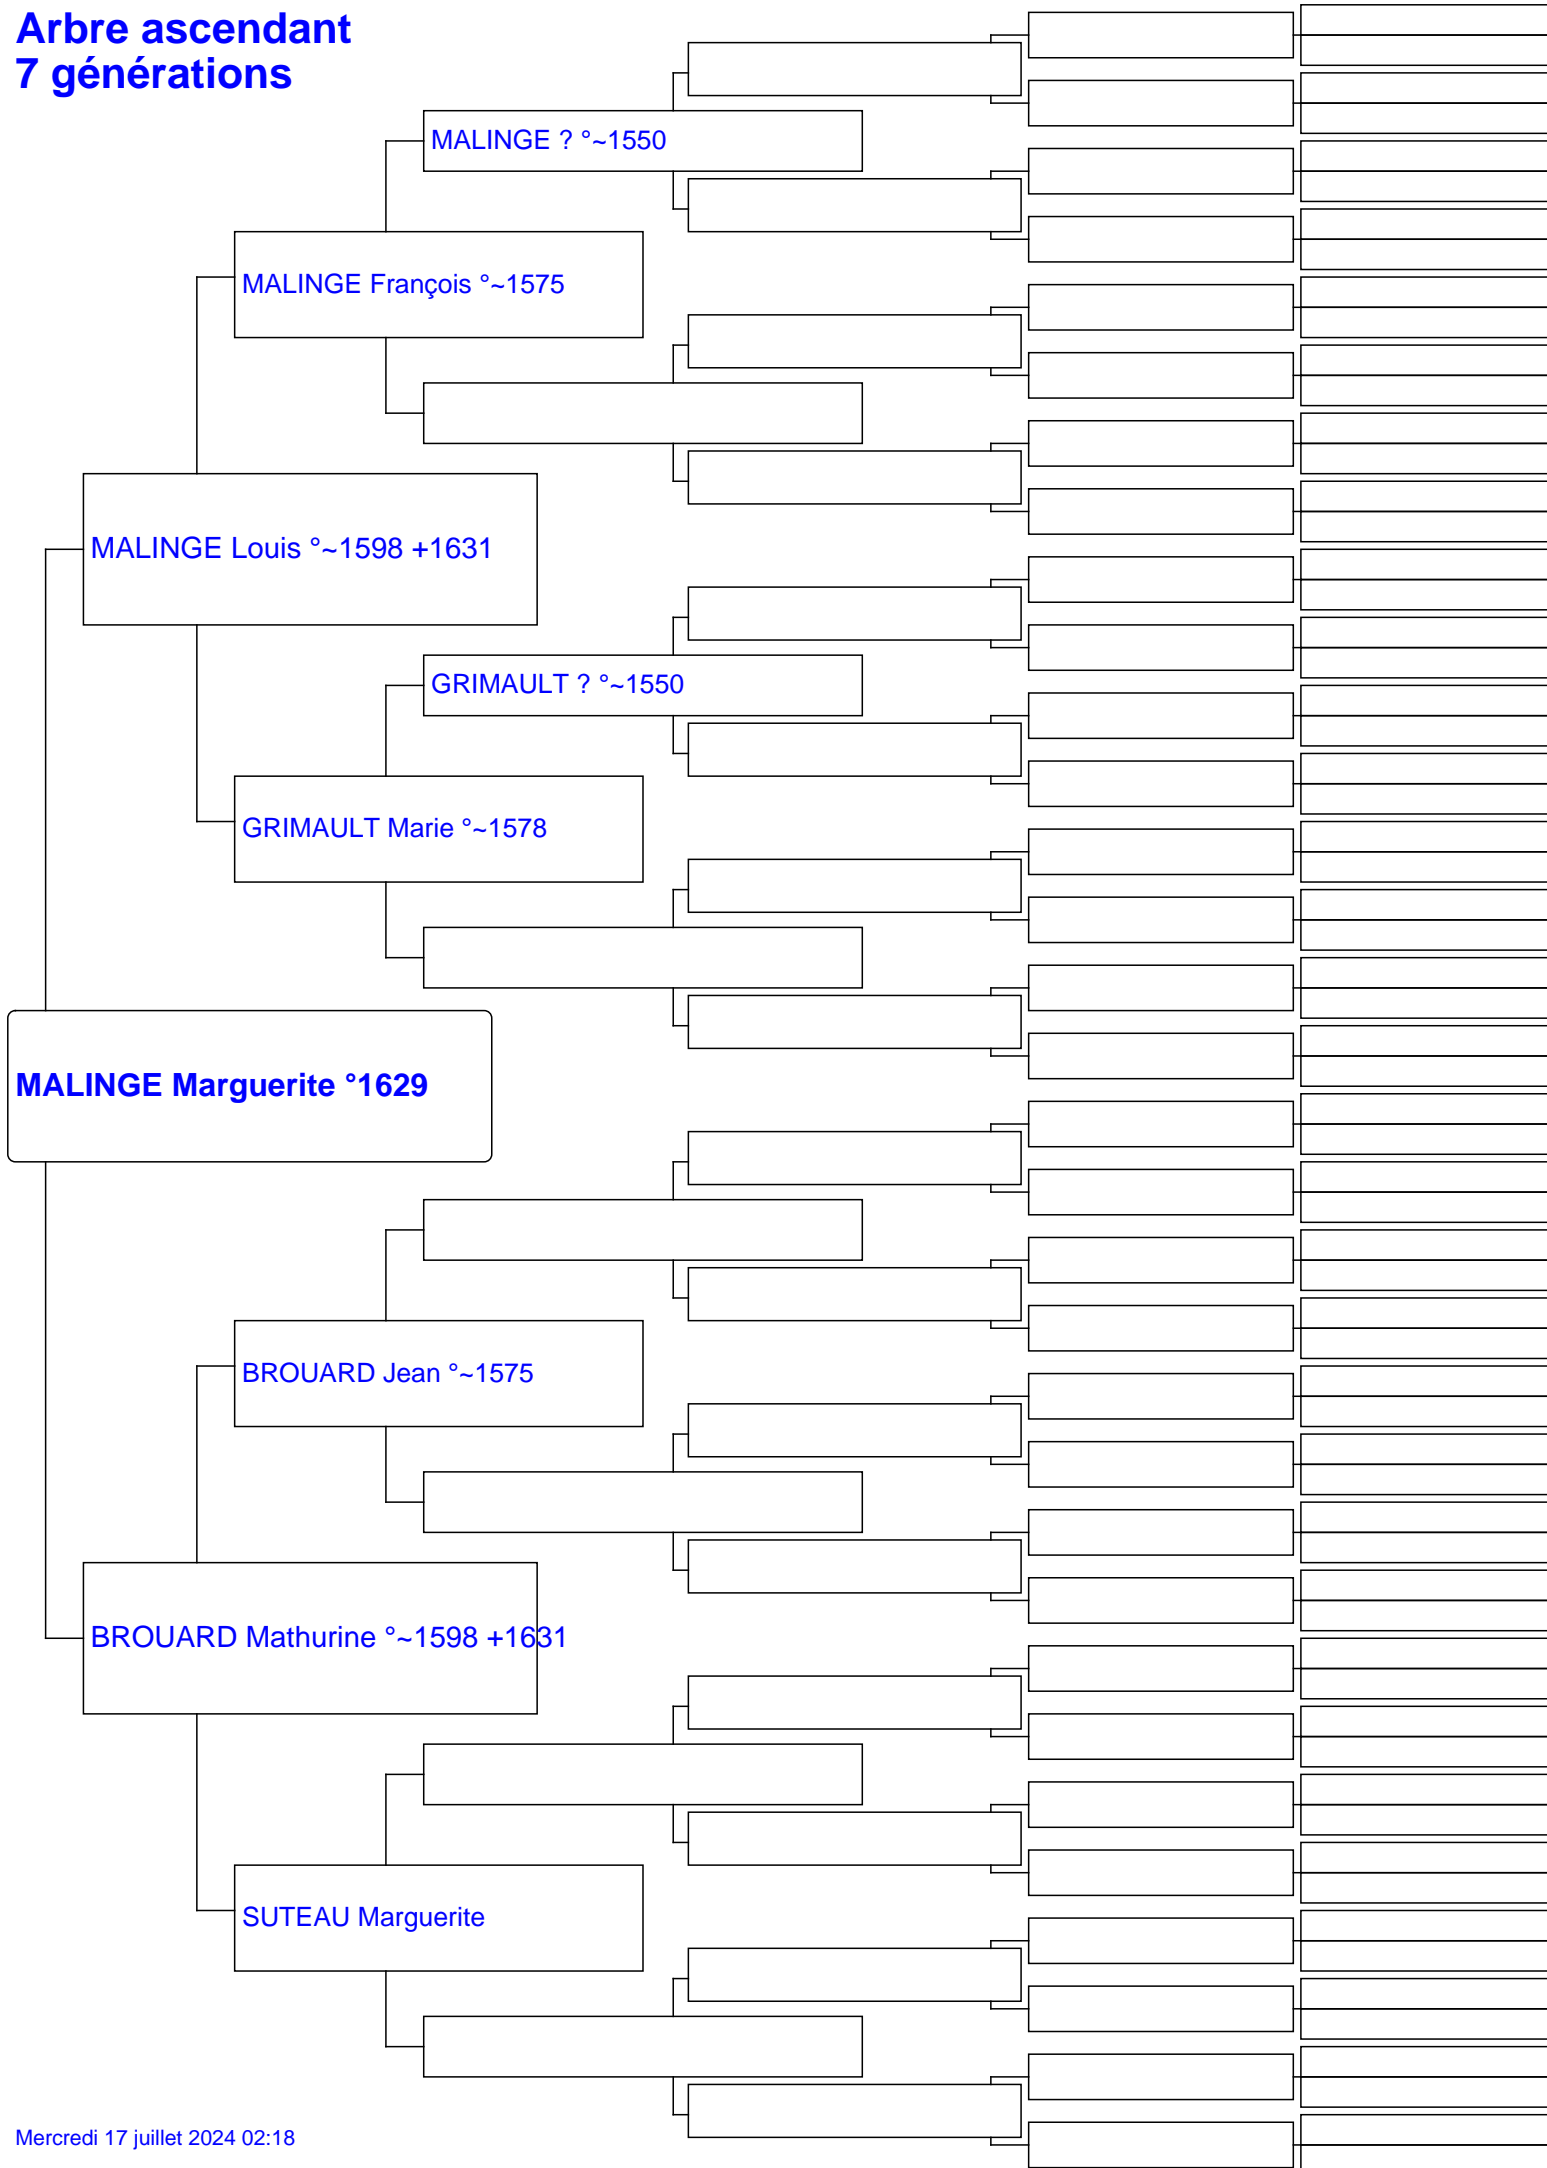 Arbre ascendant
7 générations
MALINGE ? °~1550
MALINGE François °~1575
MALINGE Louis °~1598 +1631
GRIMAULT ? °~1550
GRIMAULT Marie °~1578
MALINGE Marguerite °1629
BROUARD Jean °~1575
BROUARD Mathurine °~1598 +1631
SUTEAU Marguerite
Mercredi 17 juillet 2024 02:18